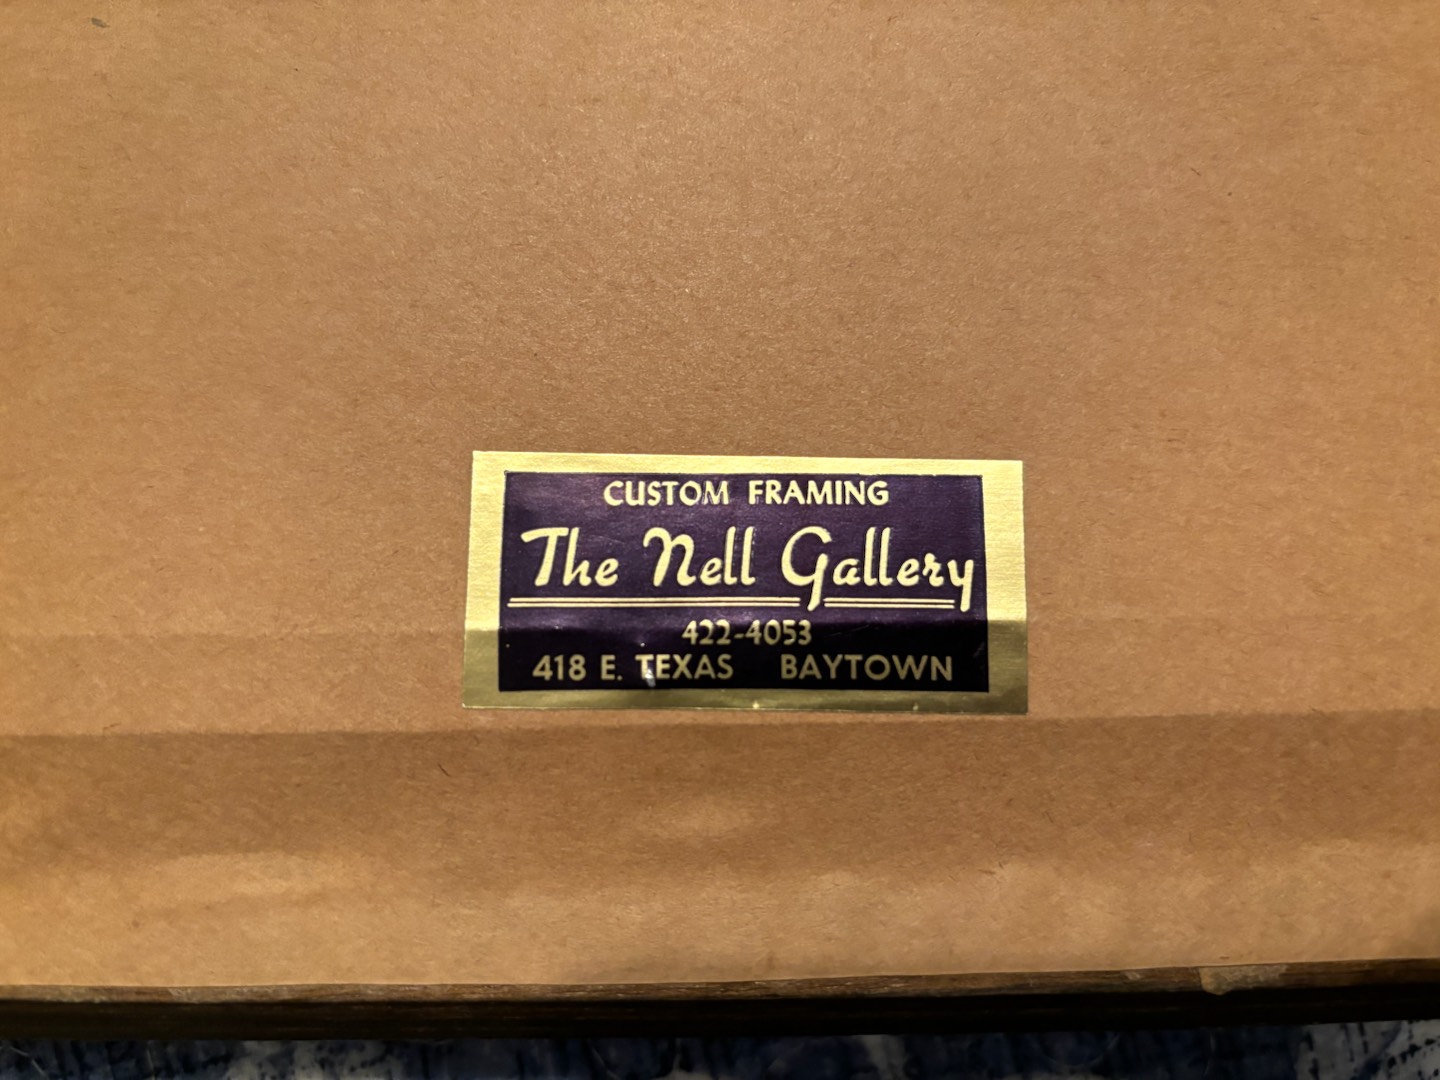 CUSTOM FRAMING
The Nell Gallery
422-4053
418 E. TEXAS BAYTOWN